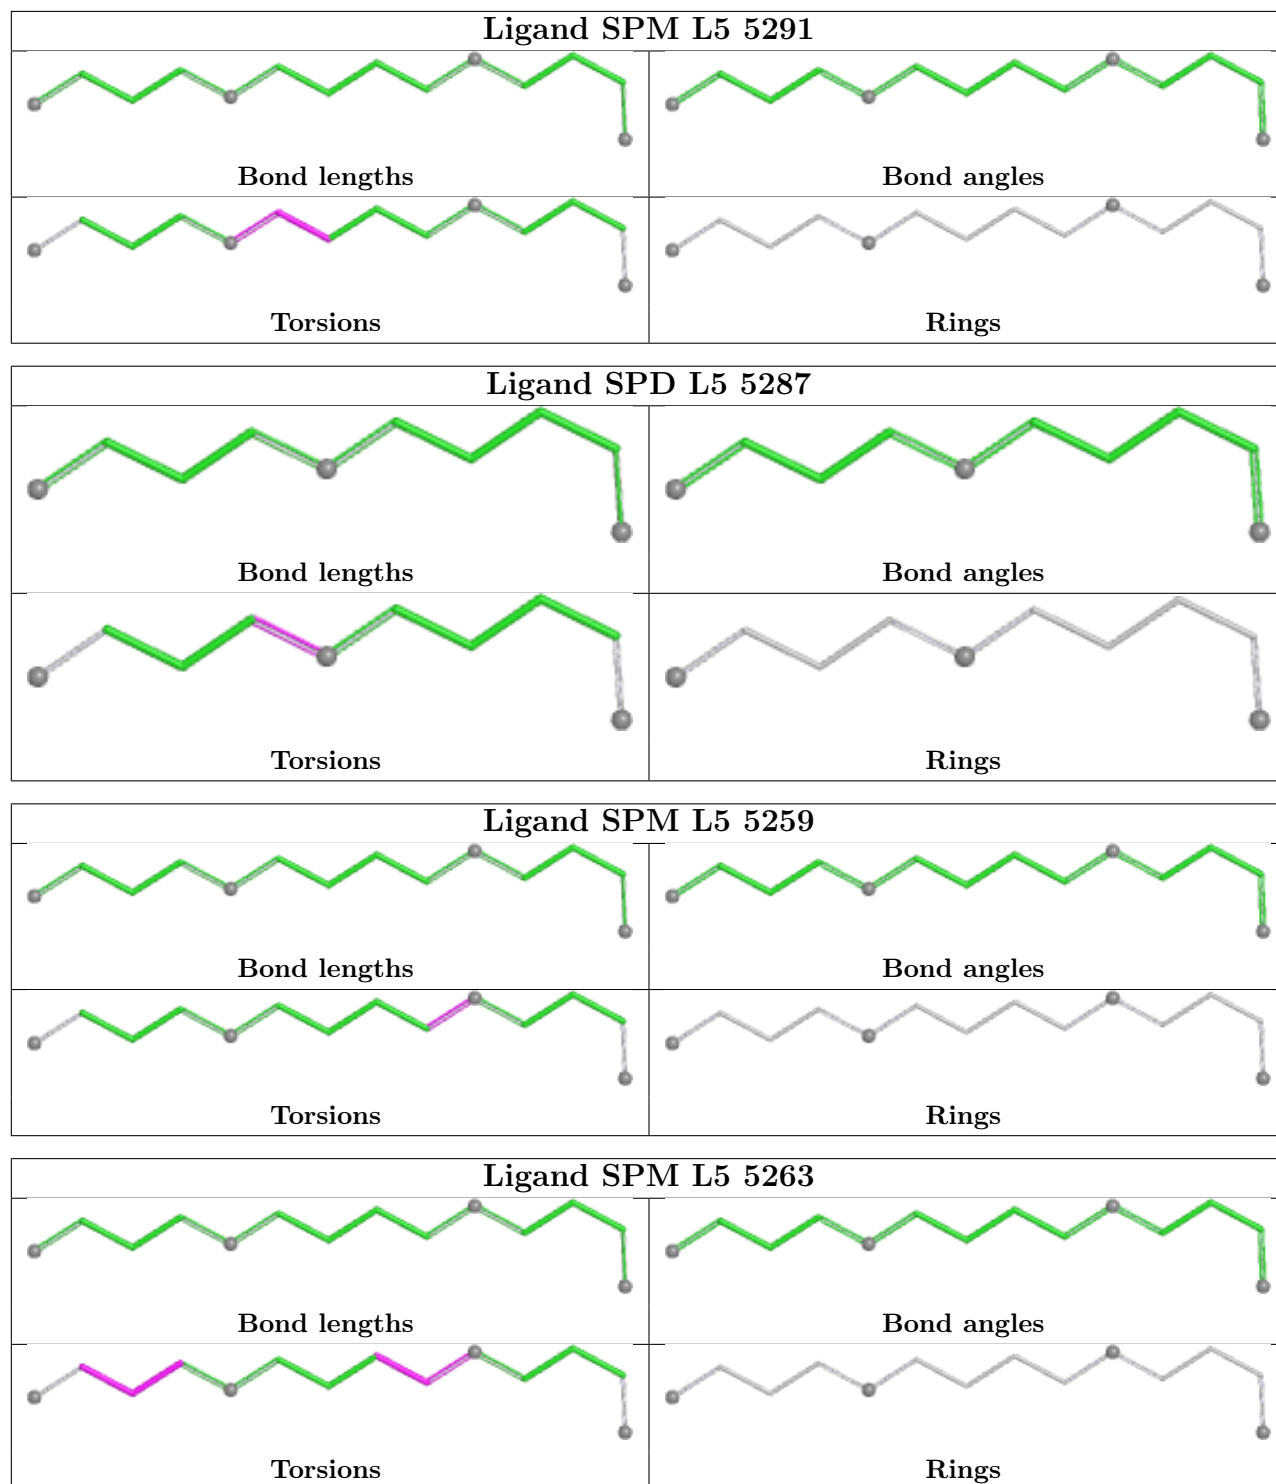 Ligand SPM L5 5291
Bond lengths
Bond angles
Torsions
Rings
Ligand SPD L5 5287
Bond lengths
Bond angles
Torsions
Rings
Ligand SPM L5 5259
Bond lengths
Bond angles
Torsions
Rings
Ligand SPM L5 5263
Bond lengths
Bond angles
Torsions
Rings